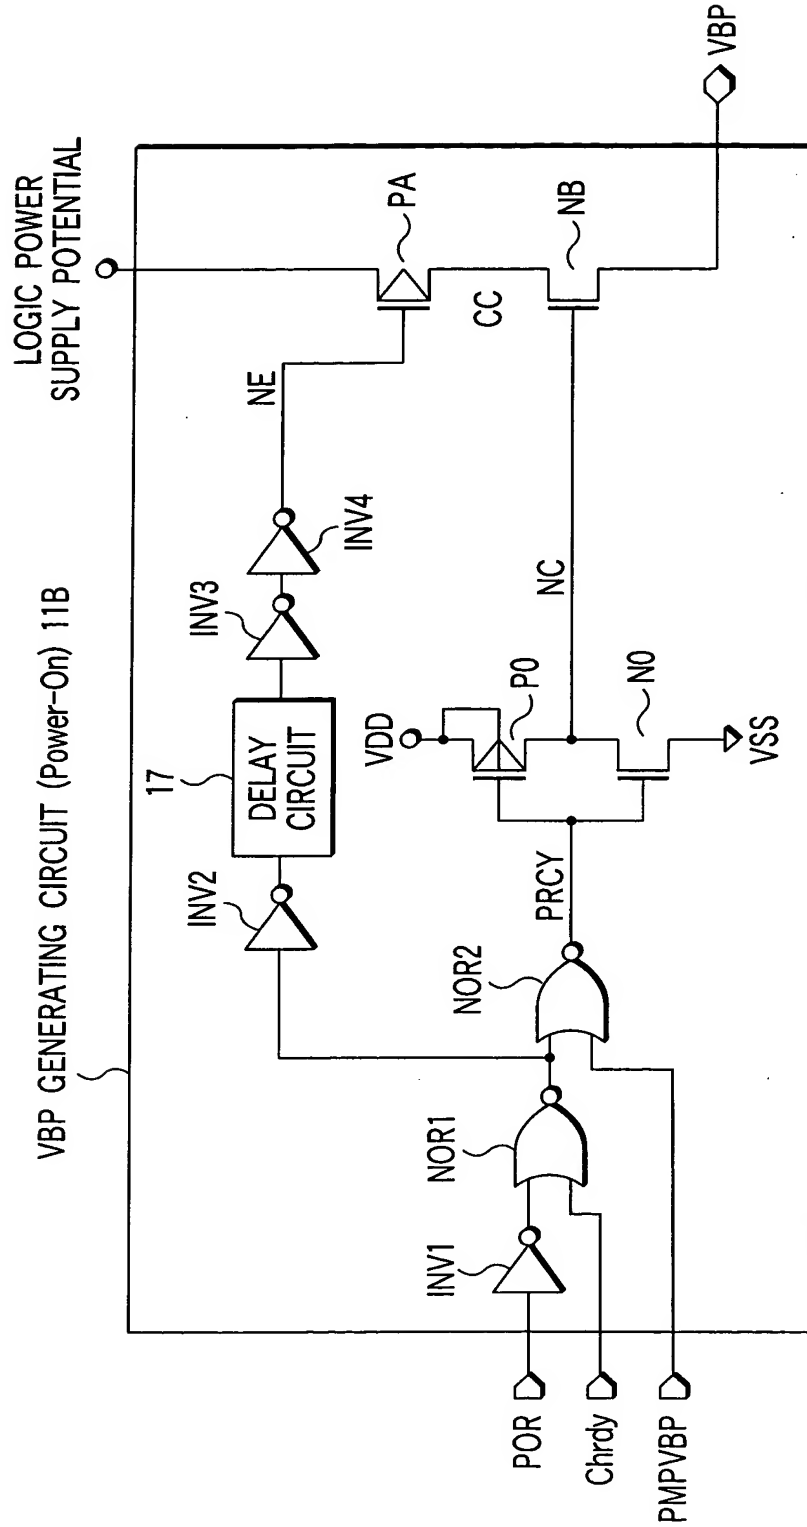 VBP GENERATING CIRCUIT (Power-On) 11B
LOGIC POWER
SUPPLY POTENTIAL
INV2
17
DELAY
CIRCUIT
INV3
INV4
NE
PA
CC
NB
VBP
POR
Chrdy
PMPVBP
INV1
NOR1
NOR2
PRCY
VDD
P0
N0
VSS
NC